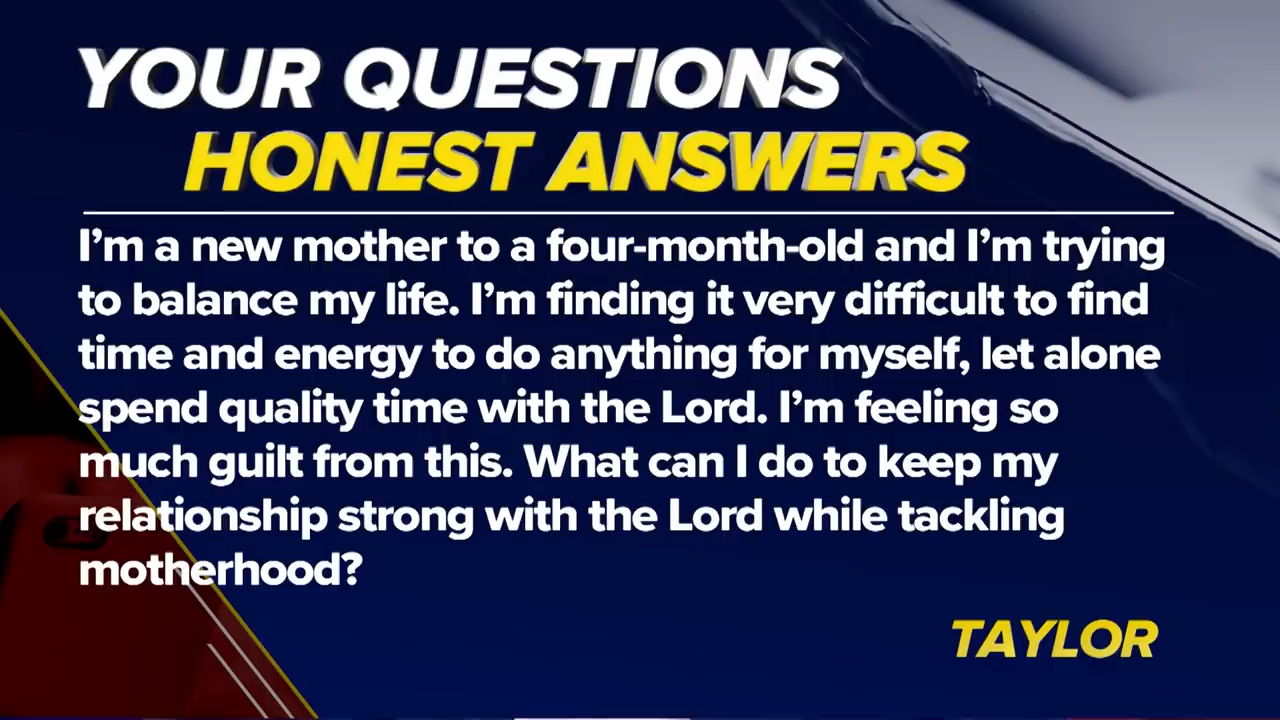 YOUR QUESTIONS
HONEST ANSWERS
I’m a new mother to a four-month-old and I’m trying
to balance my life. I’m finding it very difficult to find
time and energy to do anything for myself, let alone
spend quality time with the Lord. I’m feeling so
much guilt from this. What can I do to keep my
relationship strong with the Lord while tackling
motherhood?
TAYLOR